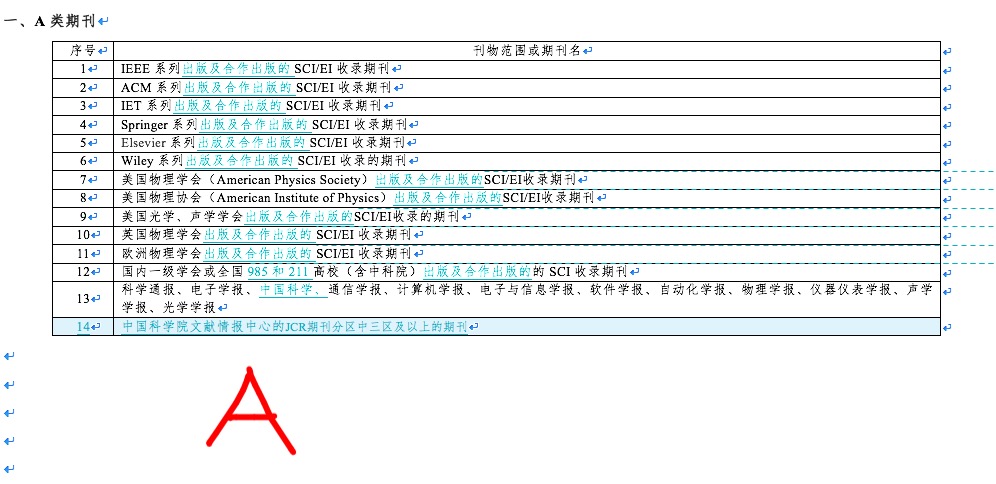 一、A 类期刊
序号 刊物范围或期刊名
1 IEEE 系列出版及合作出版的 SCI/EI 收录期刊
2 ACM 系列出版及合作出版的 SCI/EI 收录期刊
3 IET 系列出版及合作出版的 SCI/EI 收录期刊
4 Springer 系列出版及合作出版的 SCI/EI 收录期刊
5 Elsevier 系列出版及合作出版的 SCI/EI 收录期刊
6 Wiley 系列出版及合作出版的 SCI/EI 收录的期刊
7 美国物理学会（American Physics Society）出版及合作出版的SCI/EI收录期刊
8 美国物理协会（American Institute of Physics）出版及合作出版的SCI/EI收录期刊
9 美国光学、声学学会出版及合作出版的SCI/EI收录的期刊
10 英国物理学会出版及合作出版的 SCI/EI 收录期刊
11 欧洲物理学会出版及合作出版的 SCI/EI 收录期刊
12 国内一级学会或全国 985 和 211 高校（含中科院）出版及合作出版的的 SCI 收录期刊
13 科学通报、电子学报、中国科学、通信学报、计算机学报、电子与信息学报、软件学报、自动化学报、物理学报、仪器仪表学报、声学
学报、光学学报
14 中国科学院文献情报中心的JCR期刊分区中三区及以上的期刊
A